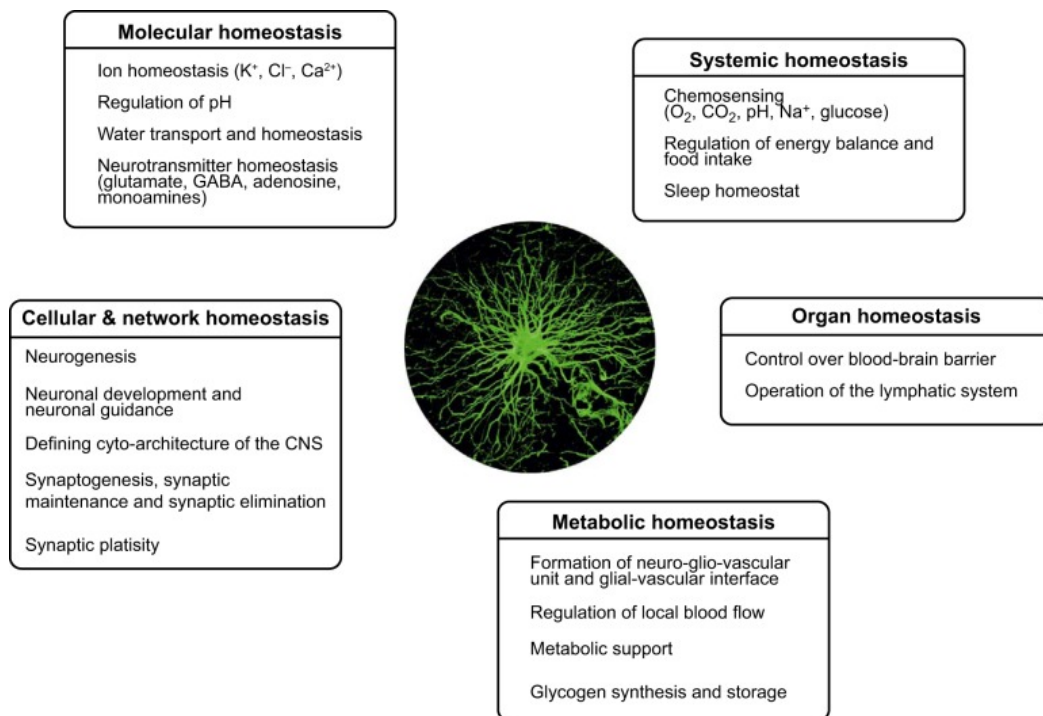 Molecular homeostasis
Ion homeostasis (K⁺, Cl⁻, Ca²⁺)
Regulation of pH
Water transport and homeostasis
Neurotransmitter homeostasis
(glutamate, GABA, adenosine,
monoamines)
Systemic homeostasis
Chemosensing
(O₂, CO₂, pH, Na⁺, glucose)
Regulation of energy balance and
food intake
Sleep homeostat
Cellular & network homeostasis
Neurogenesis
Neuronal development and
neuronal guidance
Defining cyto-architecture of the CNS
Synaptogenesis, synaptic
maintenance and synaptic elimination
Synaptic platisity
Organ homeostasis
Control over blood-brain barrier
Operation of the lymphatic system
Metabolic homeostasis
Formation of neuro-glio-vascular
unit and glial-vascular interface
Regulation of local blood flow
Metabolic support
Glycogen synthesis and storage